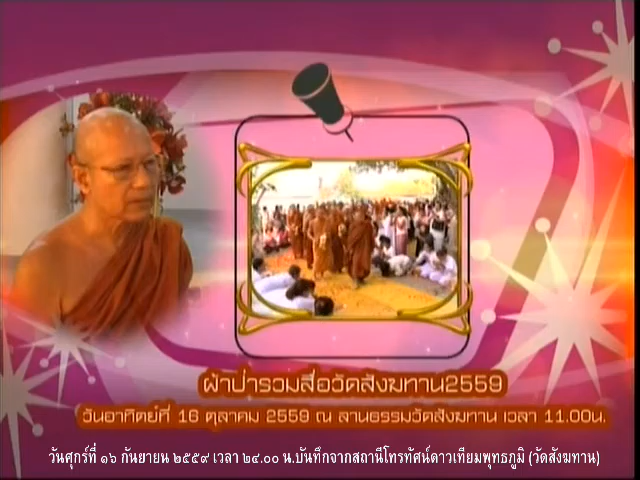 ผ้าป่ารวมสื่อวัดสังฆทาน2559
วันอาทิตย์ที่ 16 ตุลาคม 2559 ณ ลานธรรมวัดสังฆทาน เวลา 11.00น.
วันศุกร์ที่ ๑๖ กันยายน ๒๕๕๙ เวลา ๒๔.๐๐ น.บันทึกจากสถานีโทรทัศน์ดาวเทียมพุทธภูมิ (วัดสังฆทาน)